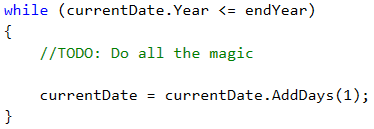 while (currentDate.Year <= endYear)
{
    //TODO: Do all the magic
    currentDate = currentDate.AddDays(1);
}